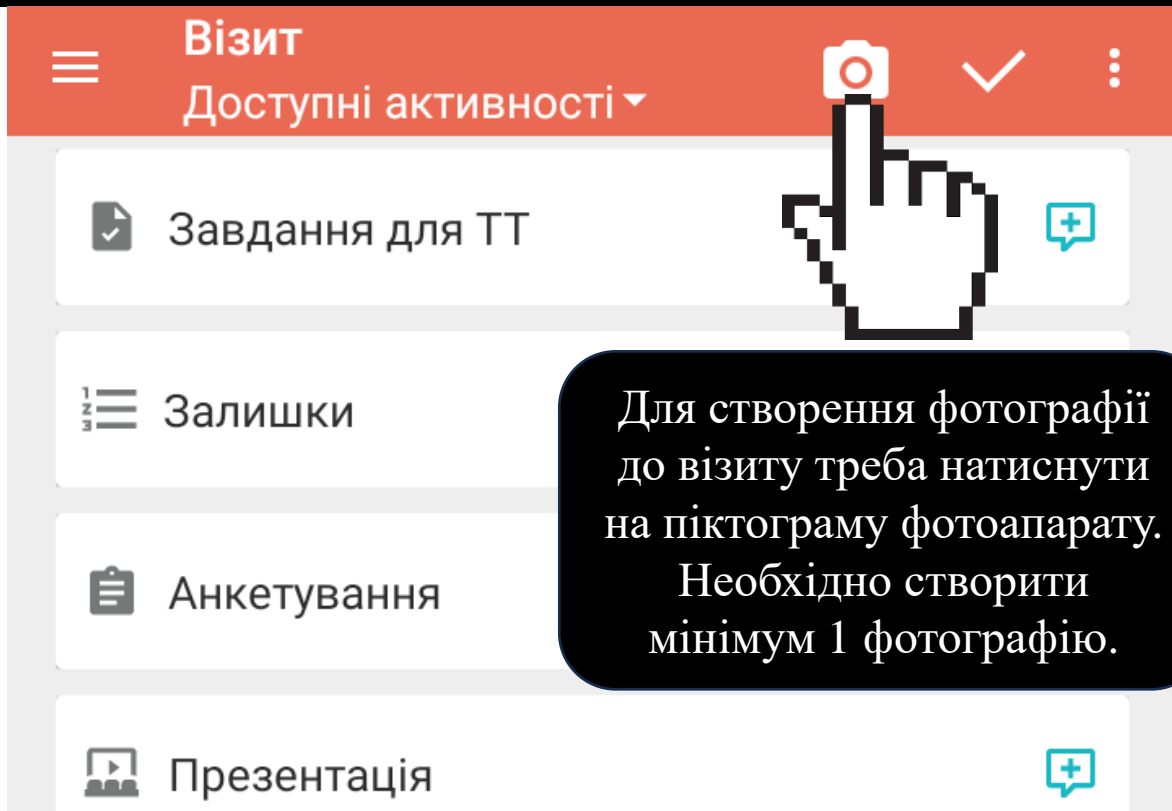 Візит
Доступні активності
Завдання для ТТ
Залишки
Для створення фотографії
до візиту треба натиснути
на піктограму фотоапарату.
Необхідно створити
мінімум 1 фотографію.
Анкетування
Презентація